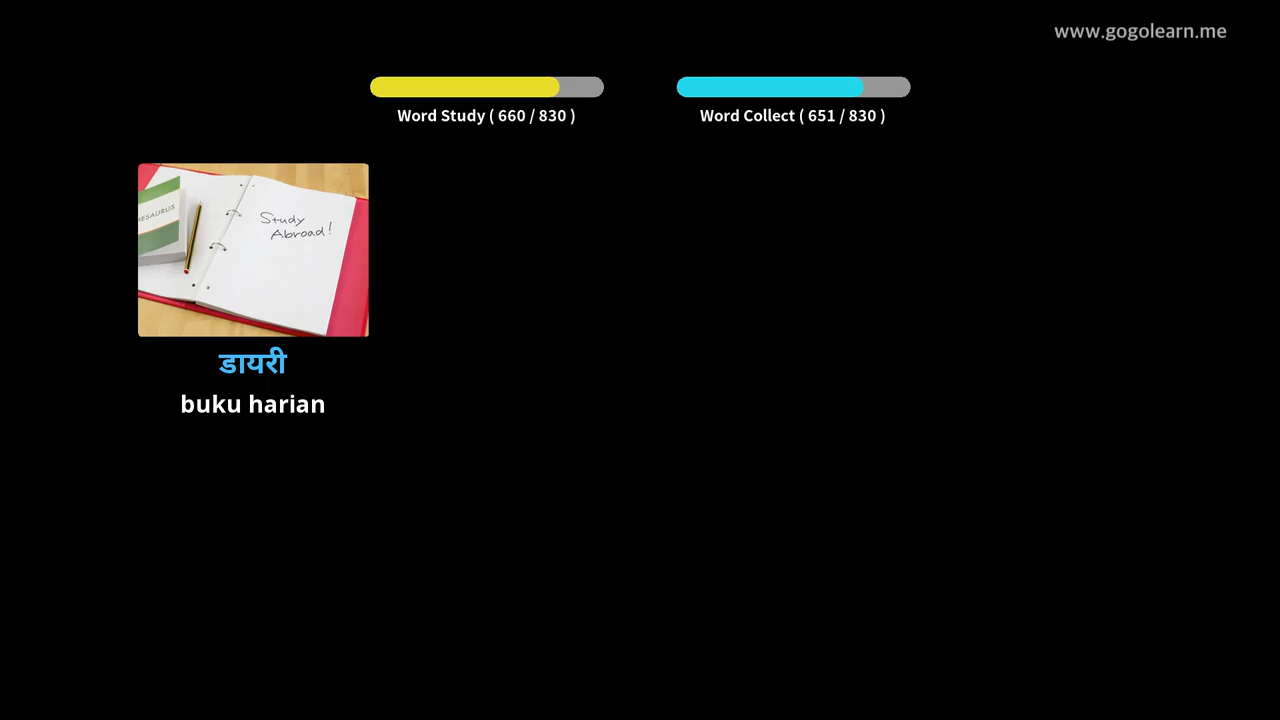 www.gogolearn.me
Word Study ( 660 / 830 )
Word Collect ( 651 / 830 )
Study
Abroad!
डायरी
buku harian